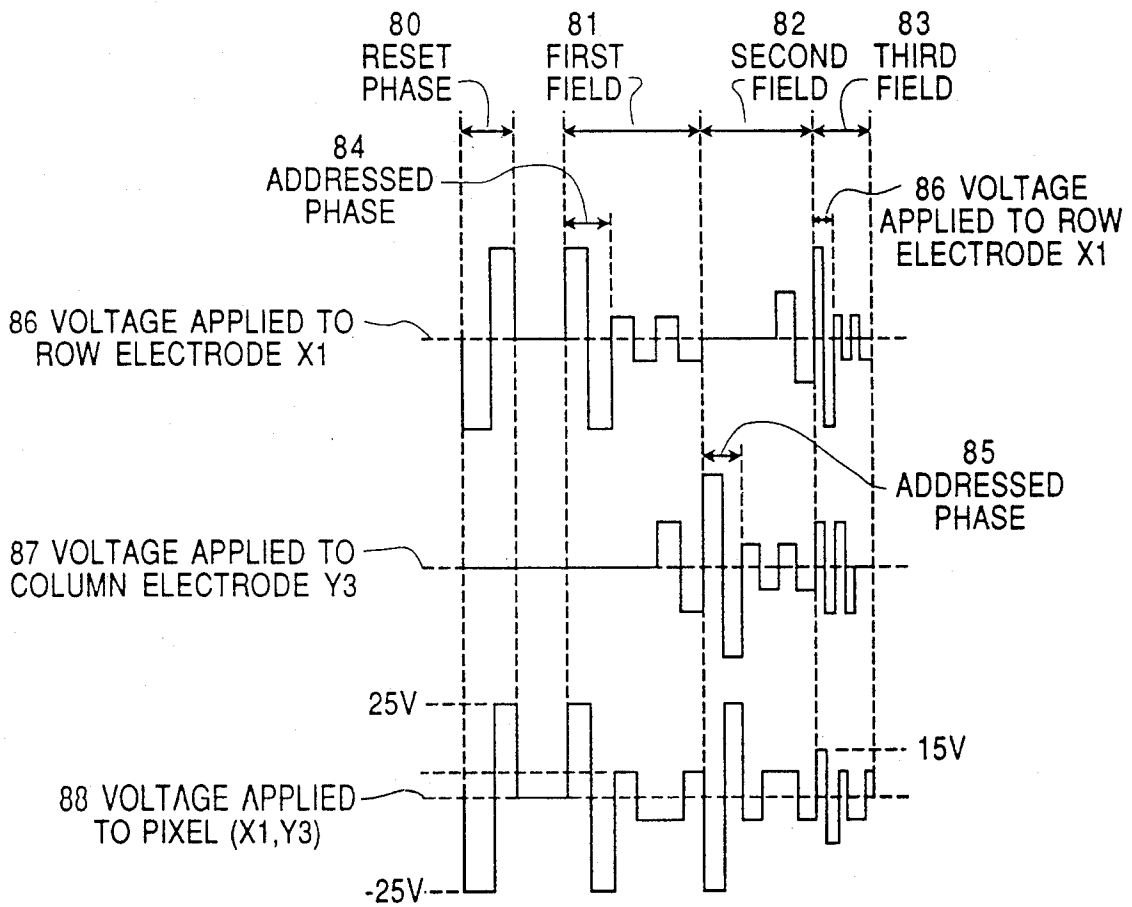 80
RESET
PHASE
81
FIRST
FIELD
82
SECOND
FIELD
83
THIRD
FIELD
84
ADDRESSED
PHASE
86 VOLTAGE
APPLIED TO ROW
ELECTRODE X1
86 VOLTAGE APPLIED TO
ROW ELECTRODE X1
85
ADDRESSED
PHASE
87 VOLTAGE APPLIED TO
COLUMN ELECTRODE Y3
25V
15V
88 VOLTAGE APPLIED
TO PIXEL (X1,Y3)
-25V